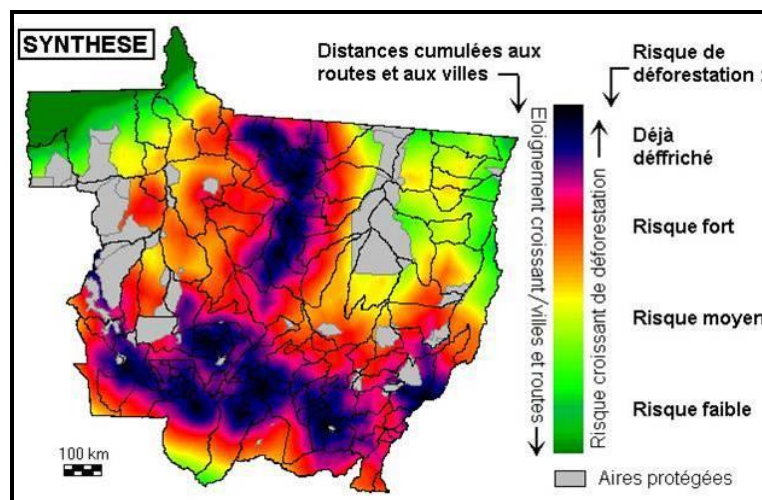 SYNTHESE
Distances cumulées aux
routes et aux villes
Risque de
déforestation :
Eloignement croissant/villes et routes
Risque croissant de déforestation
Déjà
déffriché
Risque fort
Risque moyen
Risque faible
100 km
Aires protégées